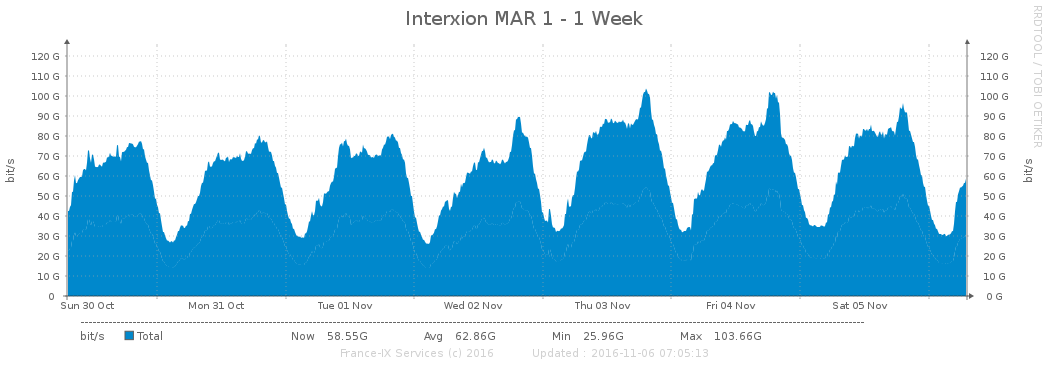 Interxion MAR 1 - 1 Week
RRDTOOL / TOBI OETIKER
bit/s
120 G
110 G
100 G
90 G
80 G
70 G
60 G
50 G
40 G
30 G
20 G
10 G
0
120 G
110 G
100 G
90 G
80 G
70 G
60 G
50 G
40 G
30 G
20 G
10 G
0 G
bit/s
Sun 30 Oct Mon 31 Oct Tue 01 Nov Wed 02 Nov Thu 03 Nov Fri 04 Nov Sat 05 Nov
bit/s Total Now 58.55G Avg 62.86G Min 25.96G Max 103.66G
France-IX Services (c) 2016 Updated : 2016-11-06 07:05:13